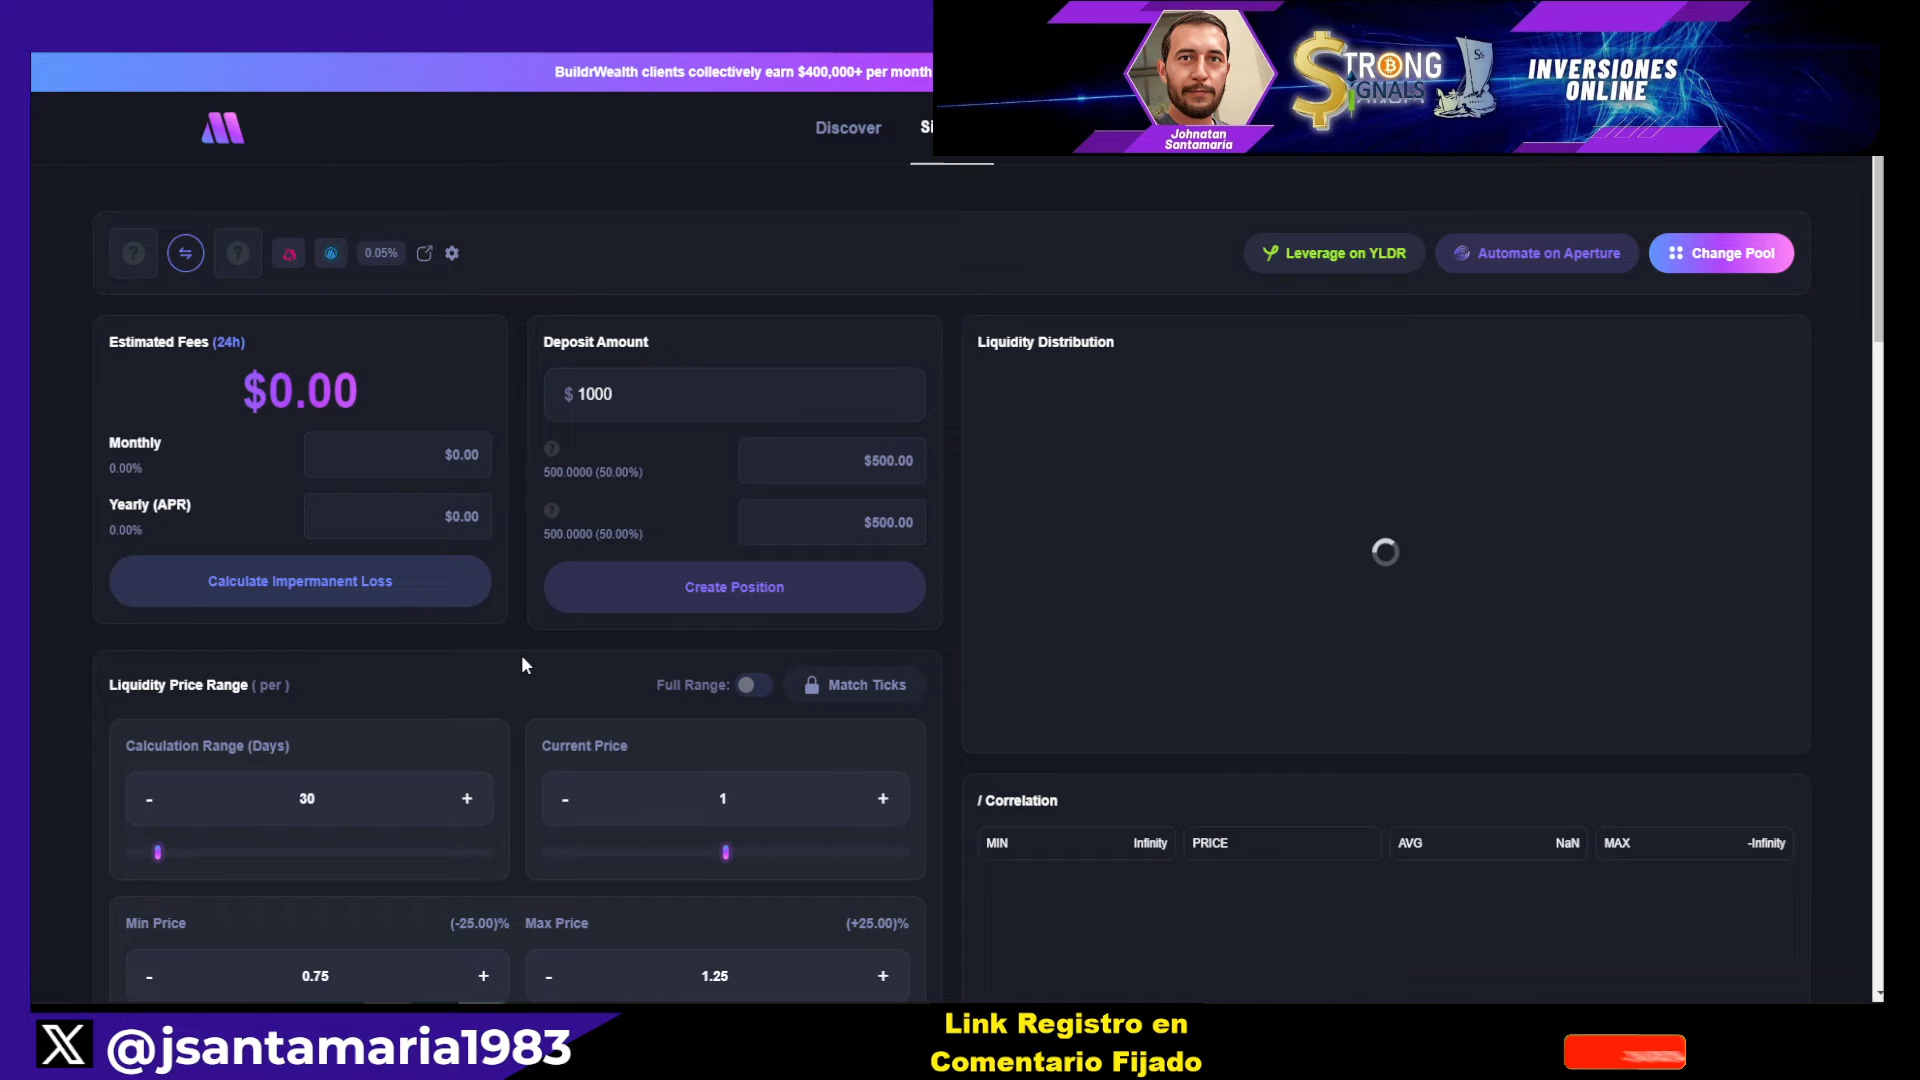 BuildrWealth clients collectively earn $400,000+ per month
Discover
Si
Johnatan
Santamaria
$TRONG
SIGNALS
Ss
INVERSIONES
ONLINE
0.05%
Leverage on YLDR
Automate on Aperture
Change Pool
Estimated Fees (24h)
$0.00
Monthly
0.00%
$0.00
Yearly (APR)
0.00%
$0.00
Calculate Impermanent Loss
Deposit Amount
$ 1000
?
500.0000 (50.00%)
$500.00
?
500.0000 (50.00%)
$500.00
Create Position
Liquidity Distribution
Liquidity Price Range ( per )
Full Range:
Match Ticks
Calculation Range (Days)
- 30 +
Current Price
- 1 +
Min Price (-25.00)%
- 0.75 +
Max Price (+25.00)%
- 1.25 +
/ Correlation
MIN Infinity
PRICE
AVG NaN
MAX -Infinity
X @jsantamaria1983
Link Registro en
Comentario Fijado